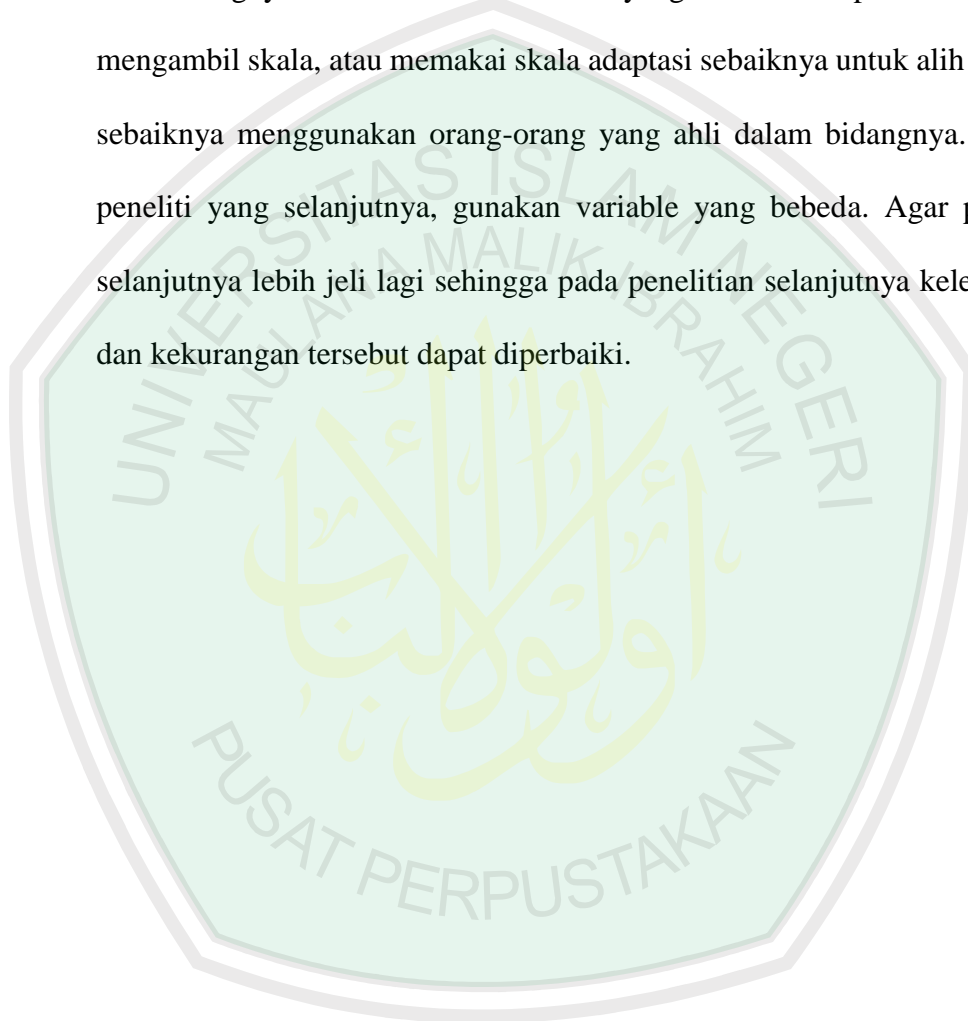 mengambil skala, atau memakai skala adaptasi sebaiknya untuk alih
sebaiknya menggunakan orang-orang yang ahli dalam bidangnya.
peneliti yang selanjutnya, gunakan variable yang bebeda. Agar p
selanjutnya lebih jeli lagi sehingga pada penelitian selanjutnya kele
dan kekurangan tersebut dapat diperbaiki.
UNIVERSITAS ISLAM NEGERI
MAULANA MALIK IBRAHIM
PUSAT PERPUSTAKAAN